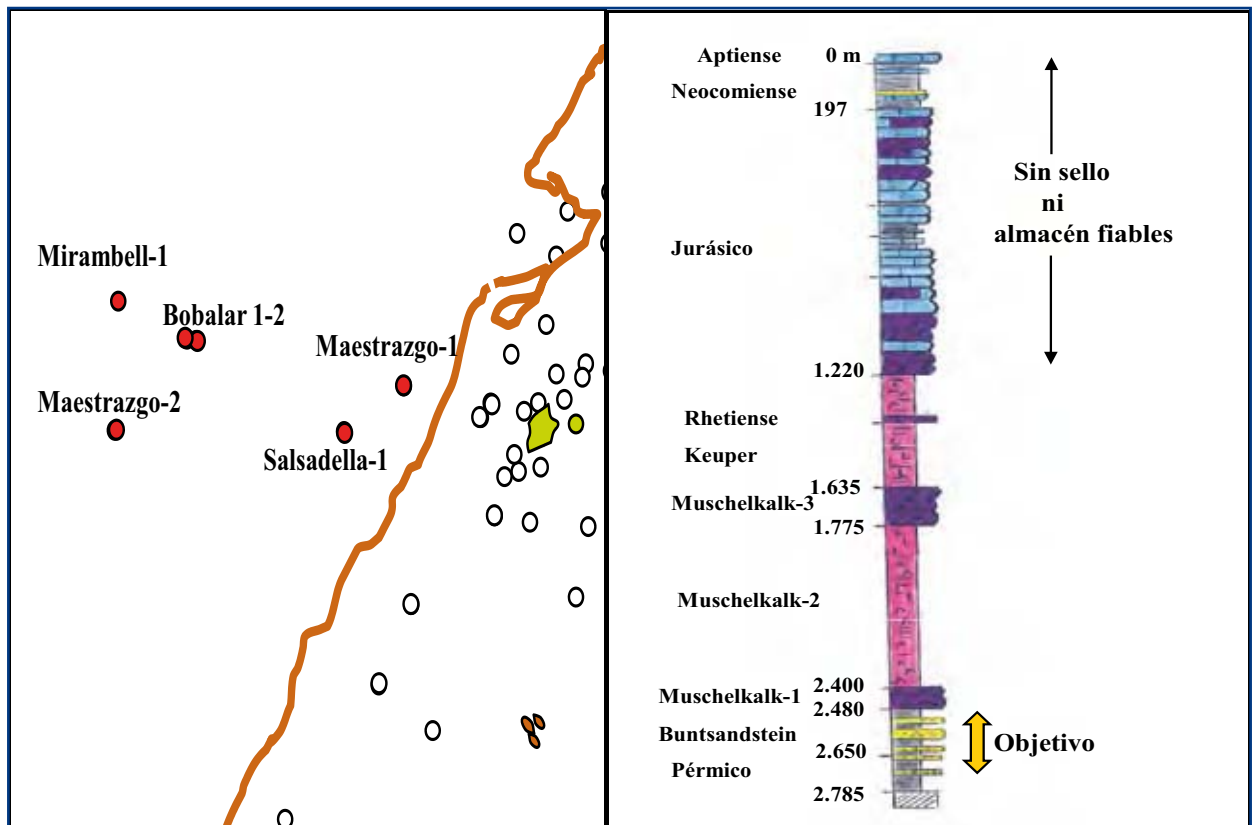 Mirambell-1
Bobalar 1-2
Maestrazgo-1
Maestrazgo-2
Salsadella-1
Aptiense
0 m
Neocomiense
197
Sin sello
ni
almacén fiables
Jurásico
1.220
Rhetiense
Keuper
1.635
Muschelkalk-3
1.775
Muschelkalk-2
2.400
Muschelkalk-1
2.480
Buntsandstein
Objetivo
2.650
Pérmico
2.785